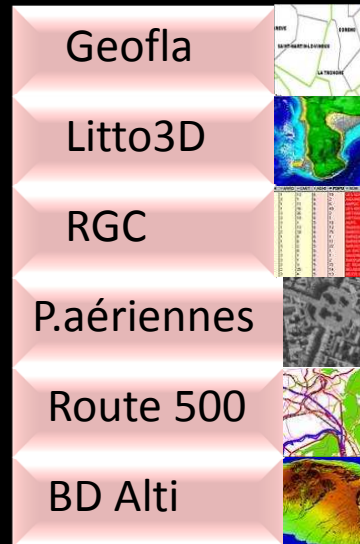 Geofla
Litto3D
RGC
P.aériennes
Route 500
BD Alti